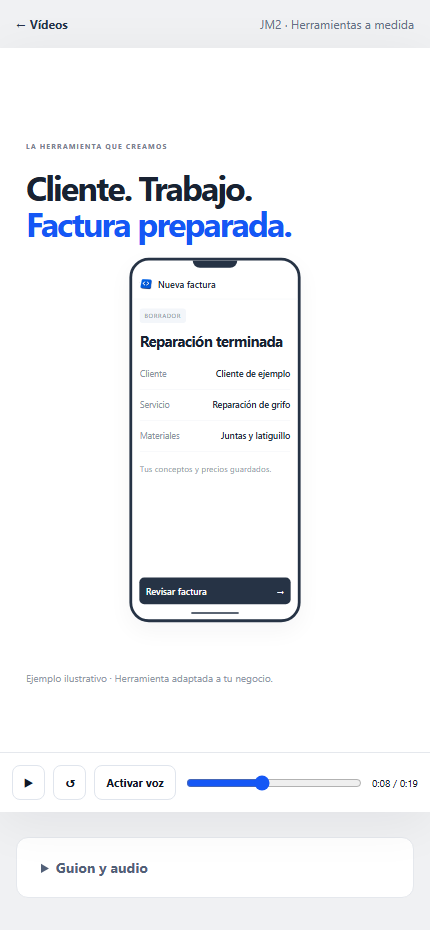 ← Vídeos
JM2 · Herramientas a medida
LA HERRAMIENTA QUE CREAMOS
Cliente. Trabajo.
Factura preparada.
Nueva factura
BORRADOR
Reparación terminada
Cliente Cliente de ejemplo
Servicio Reparación de grifo
Materiales Juntas y latiguillo
Tus conceptos y precios guardados.
Revisar factura →
Ejemplo ilustrativo · Herramienta adaptada a tu negocio.
▶ ↺ Activar voz 0:08 / 0:19
▶ Guion y audio